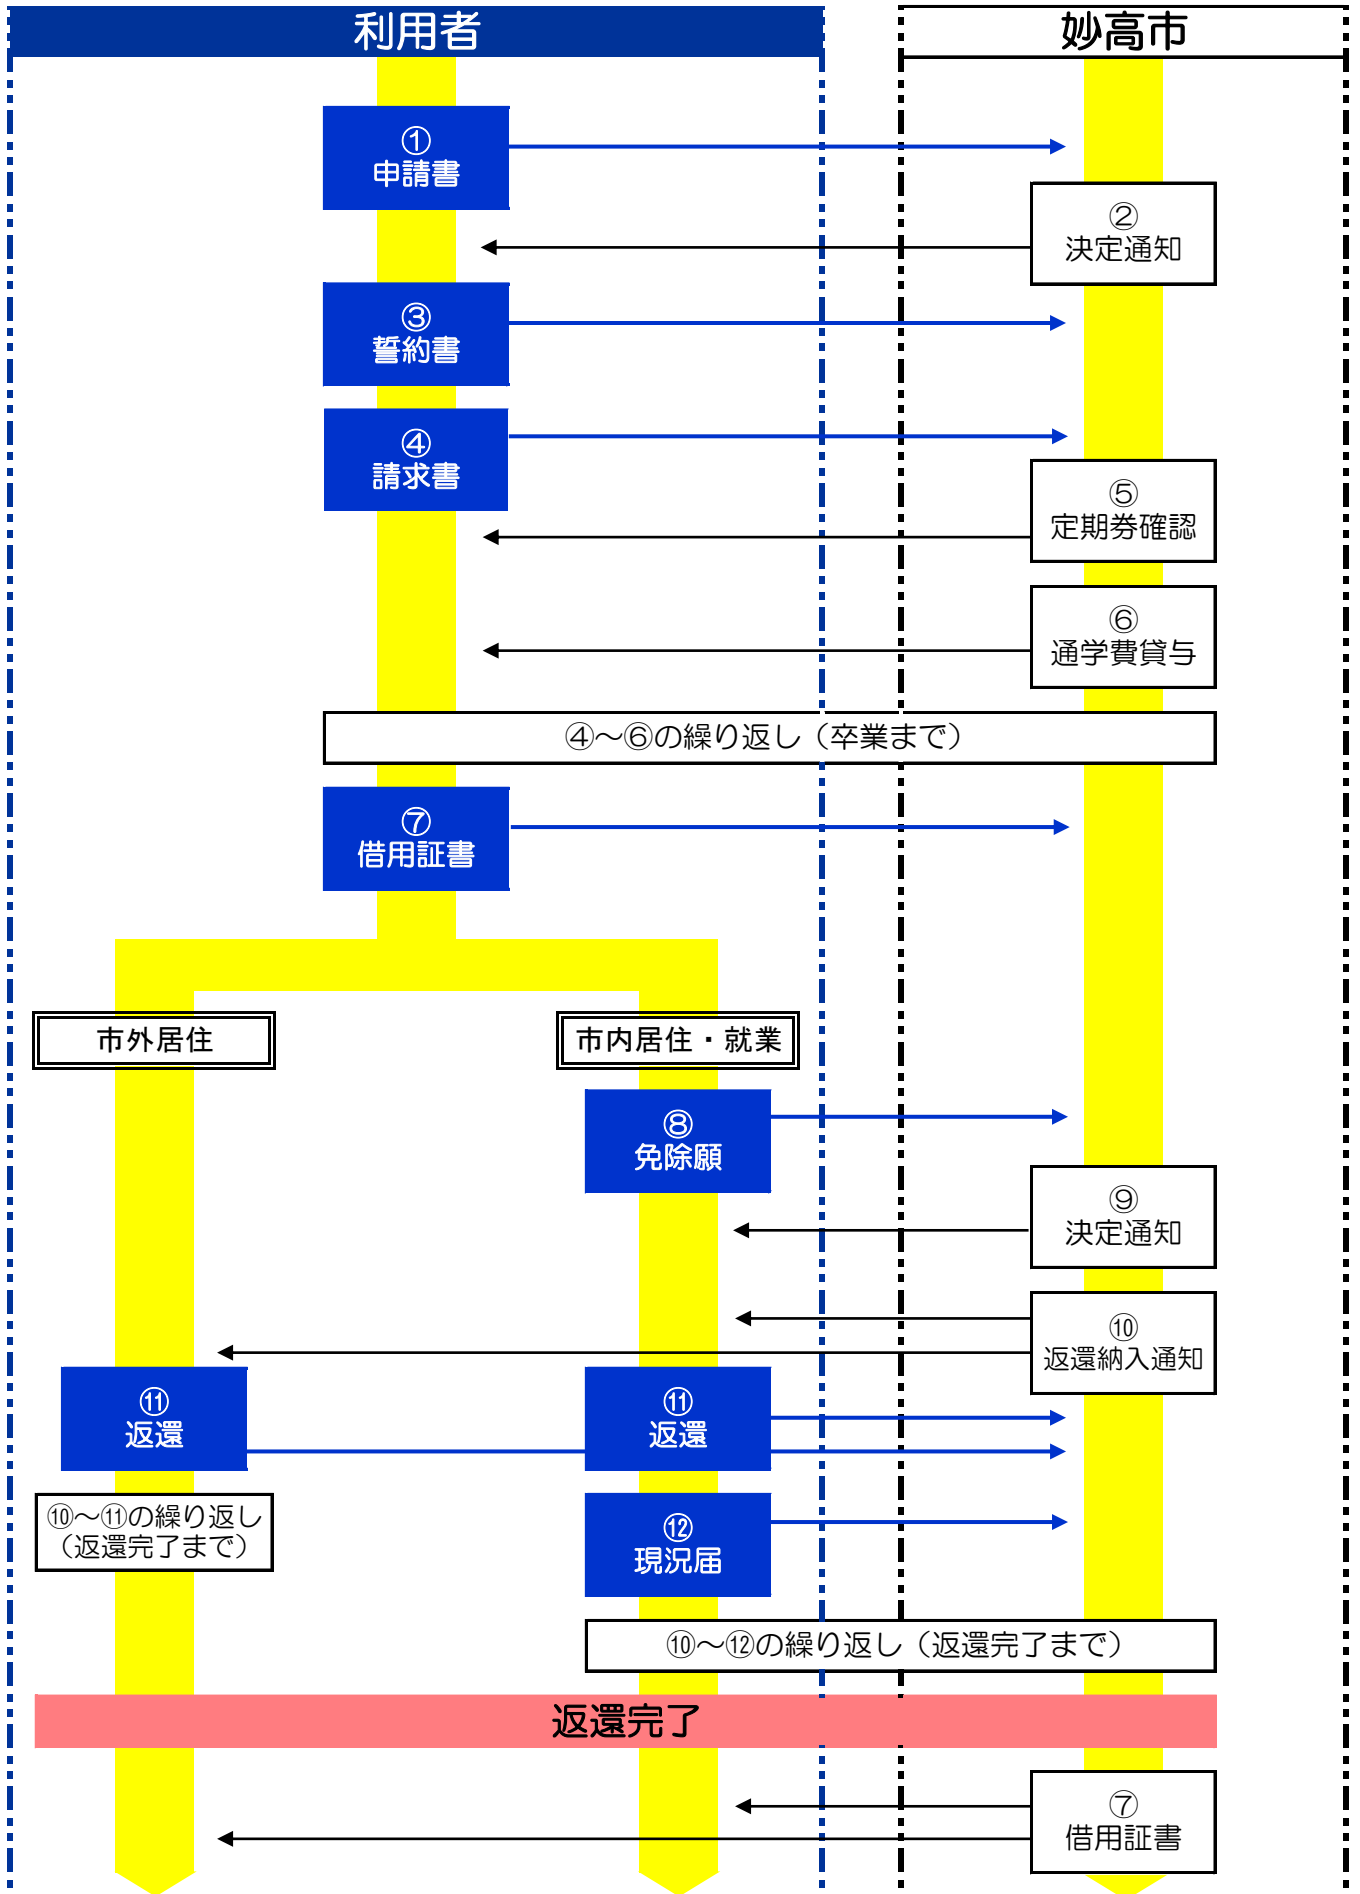 利用者
妙高市
①
申請書
②
決定通知
③
誓約書
④
請求書
⑤
定期券確認
⑥
通学費貸与
④～⑥の繰り返し（卒業まで）
⑦
借用証書
市外居住
市内居住・就業
⑧
免除願
⑨
決定通知
⑩
返還納入通知
⑪
返還
⑪
返還
⑩～⑪の繰り返し
（返還完了まで）
⑫
現況届
⑩～⑫の繰り返し（返還完了まで）
返還完了
⑦
借用証書